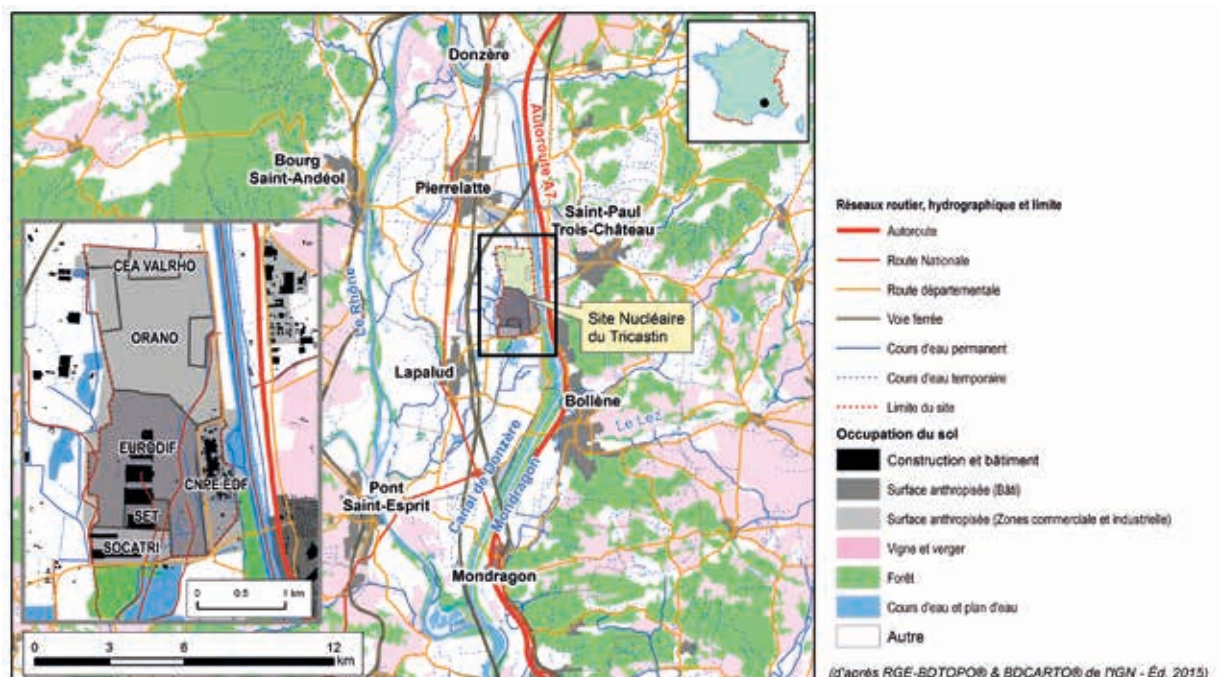 Donzère
Autoroute A7
Bourg
Saint-Andéol
Pierrelatte
Saint-Paul
Trois-Château
Le Rhône
Site Nucléaire
du Tricastin
Lapalud
Bollène
Le Lez
Pont
Saint-Esprit
Canal de Donzère
Mondragon
Mondragon
CEA VALRHO
ORANO
EURODIF
CNPE EDF
SET
SOCATRI
0 0.5 1 km
0 3 6 12
km
Réseaux routier, hydrographique et limite
Autoroute
Route Nationale
Route départementale
Voie ferrée
Cours d'eau permanent
Cours d'eau temporaire
Limite du site
Occupation du sol
Construction et bâtiment
Surface anthropisée (Bâti)
Surface anthropisée (Zones commerciale et industrielle)
Vigne et verger
Forêt
Cours d'eau et plan d'eau
Autre
(d'après RGE-BDTOPO® & BDCARTO® de l'IGN - Éd. 2015)